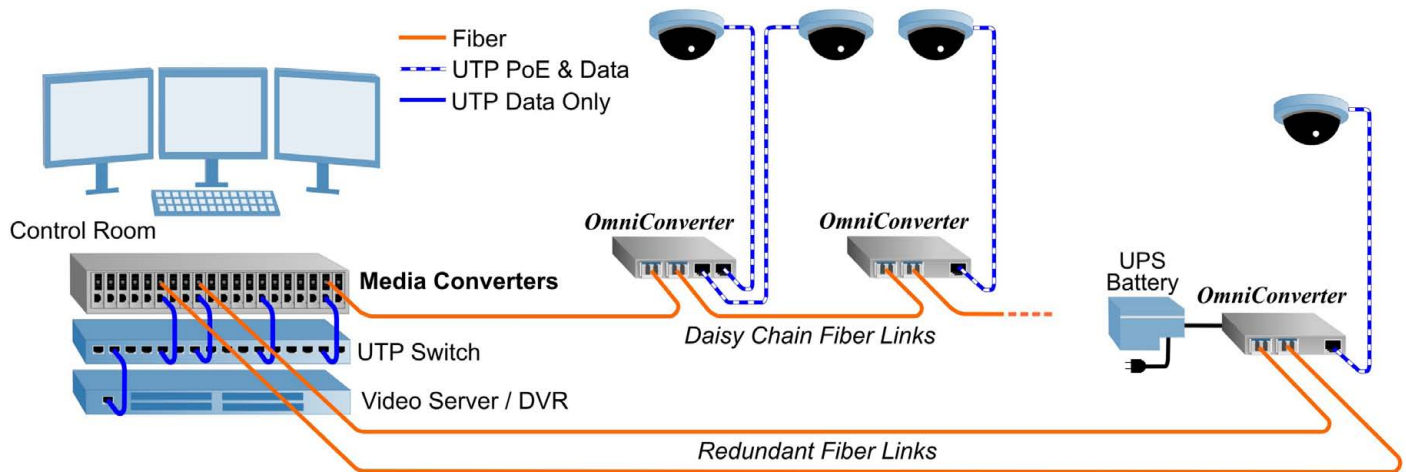 Fiber
UTP PoE & Data
UTP Data Only
Control Room
OmniConverter
OmniConverter
Media Converters
UPS
Battery
OmniConverter
UTP Switch
Daisy Chain Fiber Links
Video Server / DVR
Redundant Fiber Links